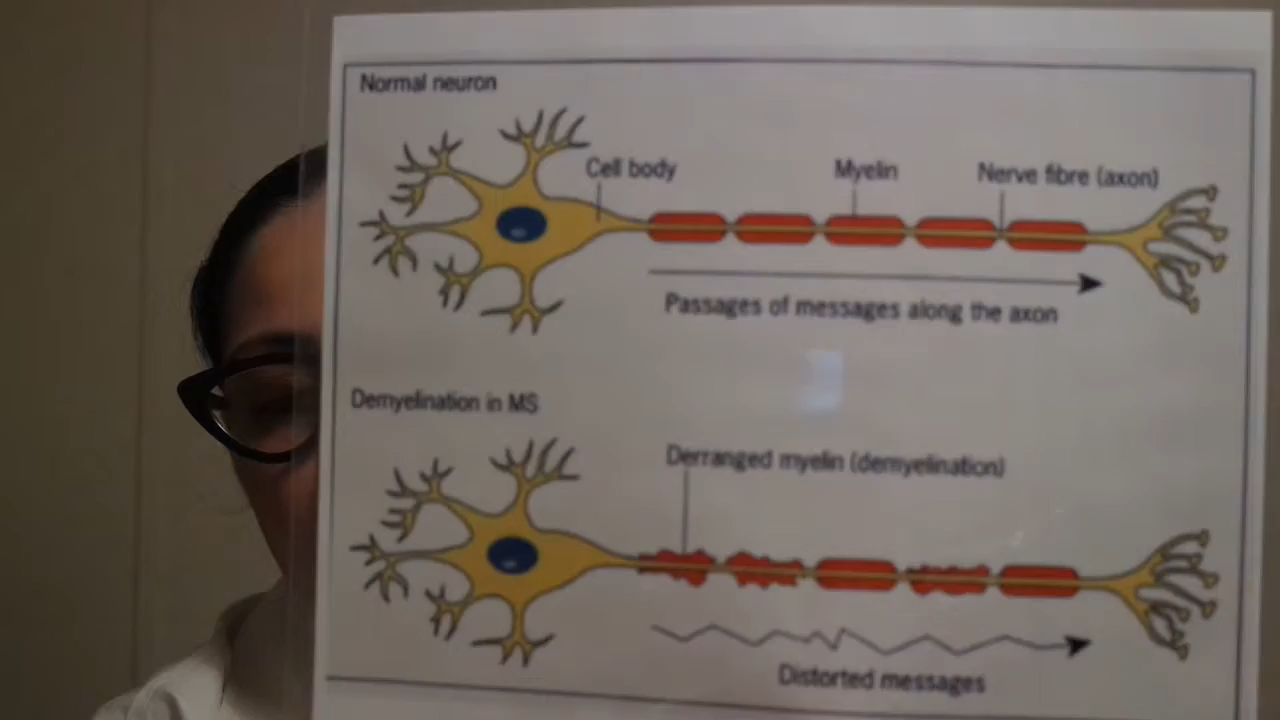 Normal neuron
Cell body
Myelin
Nerve fibre (axon)
Passages of messages along the axon
Demyelination in MS
Derranged myelin (demyelination)
Distorted messages